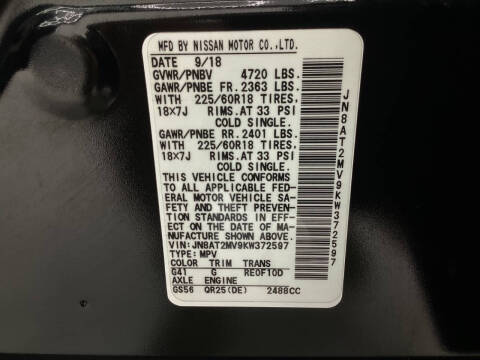 MFD BY NISSAN MOTOR CO.,LTD.
DATE 9/18
GVWR/PNBV 4720 LBS.
GAWR/PNBE FR. 2363 LBS.
WITH 225/60R18 TIRES,
18×7J RIMS.AT 33 PSI
COLD SINGLE.
GAWR/PNBE RR. 2401 LBS.
WITH 225/60R18 TIRES,
18×7J RIMS.AT 33 PSI
COLD SINGLE.
THIS VEHICLE CONFORMS
TO ALL APPLICABLE FED-
ERAL MOTOR VEHICLE SA-
FETY AND THEFT PREVEN-
TION STANDARDS IN EFF-
ECT ON THE DATE OF MA-
NUFACTURE SHOWN ABOVE.
VIN:JN8AT2MV9KW372597
TYPE: MPV
COLOR TRIM TRANS
G41 G RE0F10D
AXLE ENGINE
GS56 QR25(DE) 2488CC
JN8AT2MV9KW372597